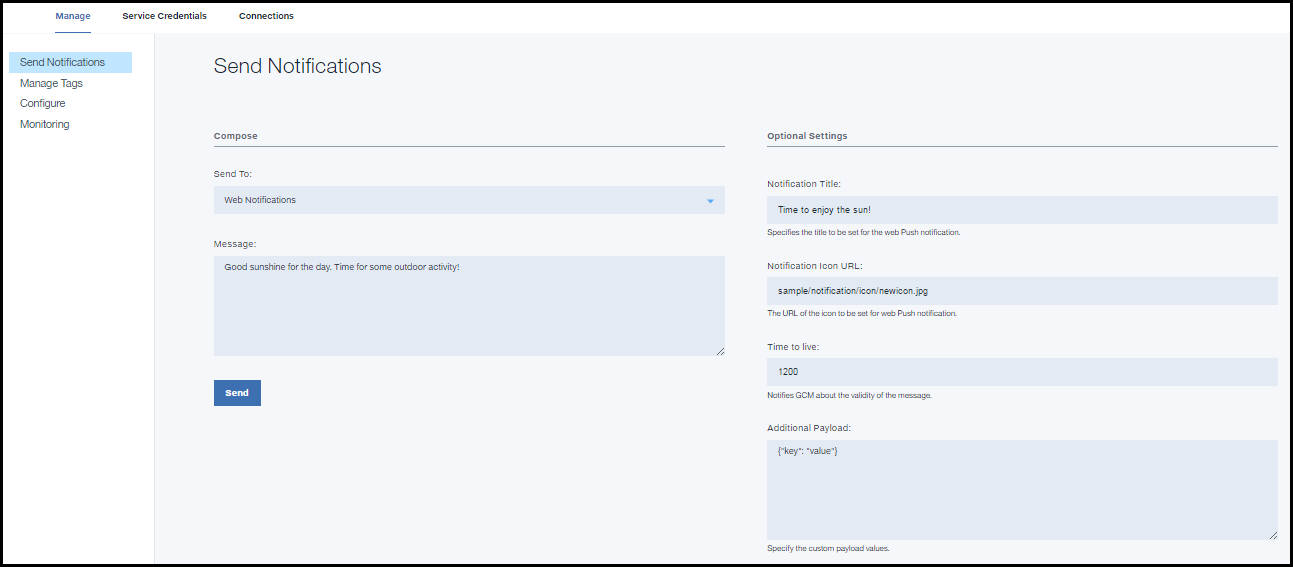 Manage Service Credentials Connections
Send Notifications
Manage Tags
Configure
Monitoring
Send Notifications
Compose
Send To:
Web Notifications
Message:
Good sunshine for the day. Time for some outdoor activity!
Send
Optional Settings
Notification Title:
Time to enjoy the sun!
Specifies the title to be set for the web Push notification.
Notification Icon URL:
sample/notification/icon/newicon.jpg
The URL of the icon to be set for web Push notification.
Time to live:
1200
Notifies GCM about the validity of the message.
Additional Payload:
{"key": "value"}
Specify the custom payload values.